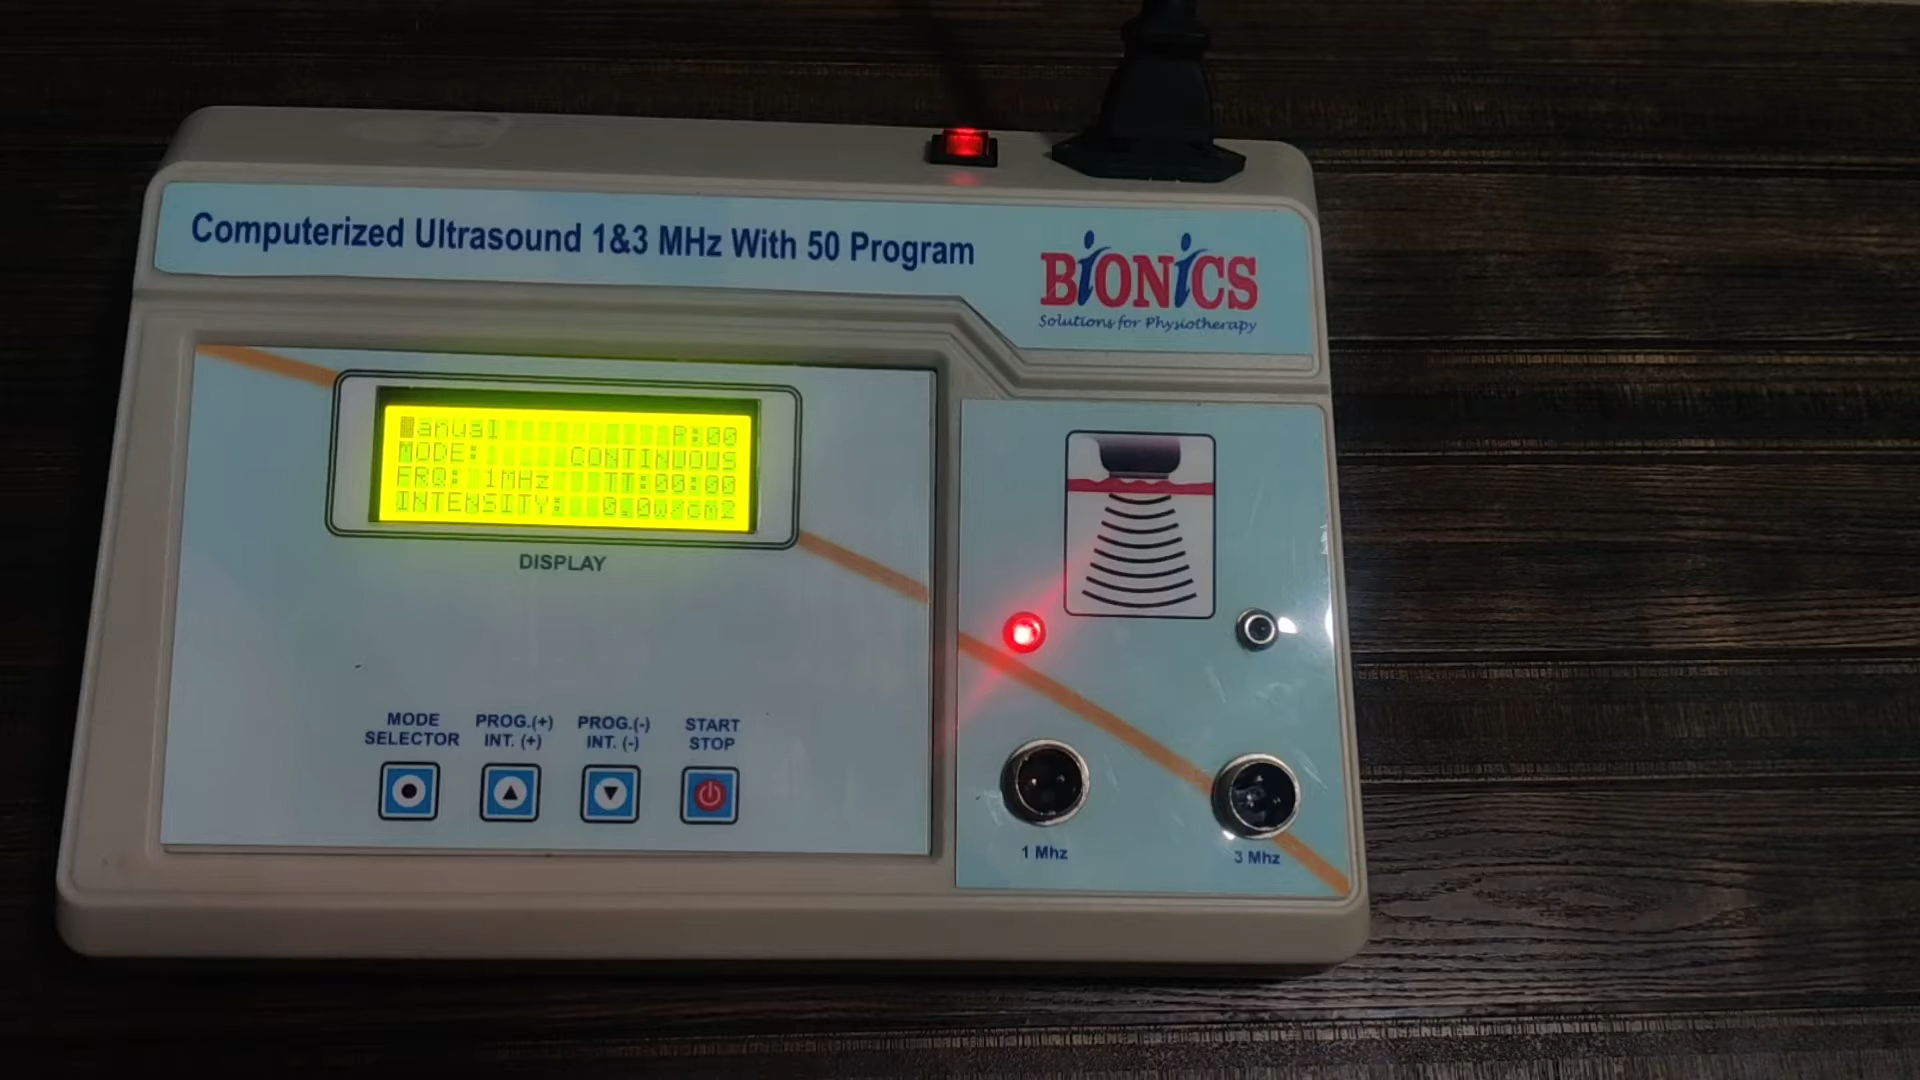 Computerized Ultrasound 1&3 MHz With 50 Program
BiONiCS
Solutions for Physiotherapy
anual P:00
MODE: CONTINUOUS
FRQ: 1MHz TT:00:00
INTENSITY: 0.0w/cm2
DISPLAY
MODE SELECTOR
PROG.(+) INT. (+)
PROG.(-) INT. (-)
START STOP
1 Mhz
3 Mhz